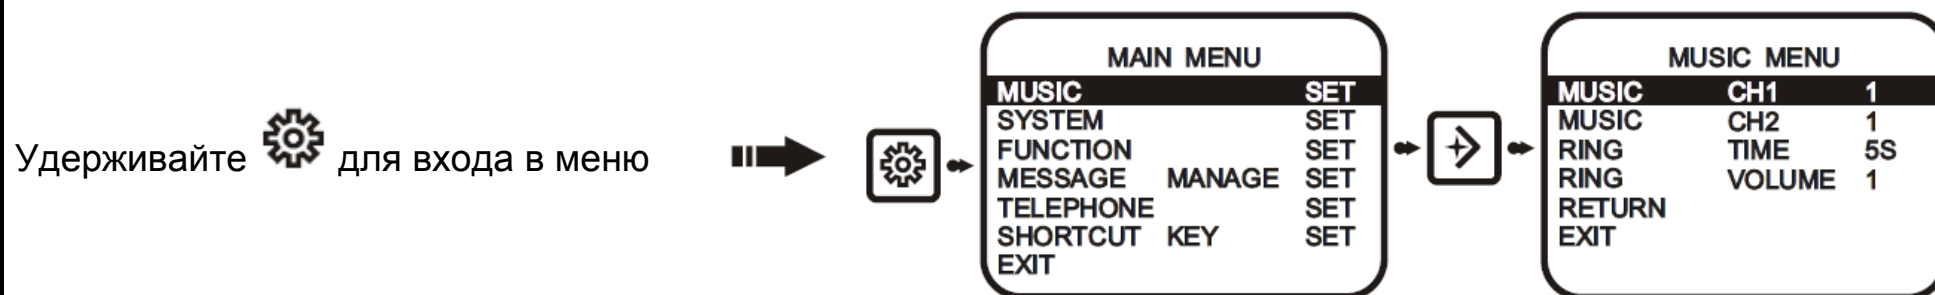 Удерживайте для входа в меню
MAIN MENU
MUSIC SET
SYSTEM SET
FUNCTION SET
MESSAGE MANAGE SET
TELEPHONE SET
SHORTCUT KEY SET
EXIT
MUSIC MENU
MUSIC CH1 1
MUSIC CH2 1
RING TIME 5S
RING VOLUME 1
RETURN
EXIT